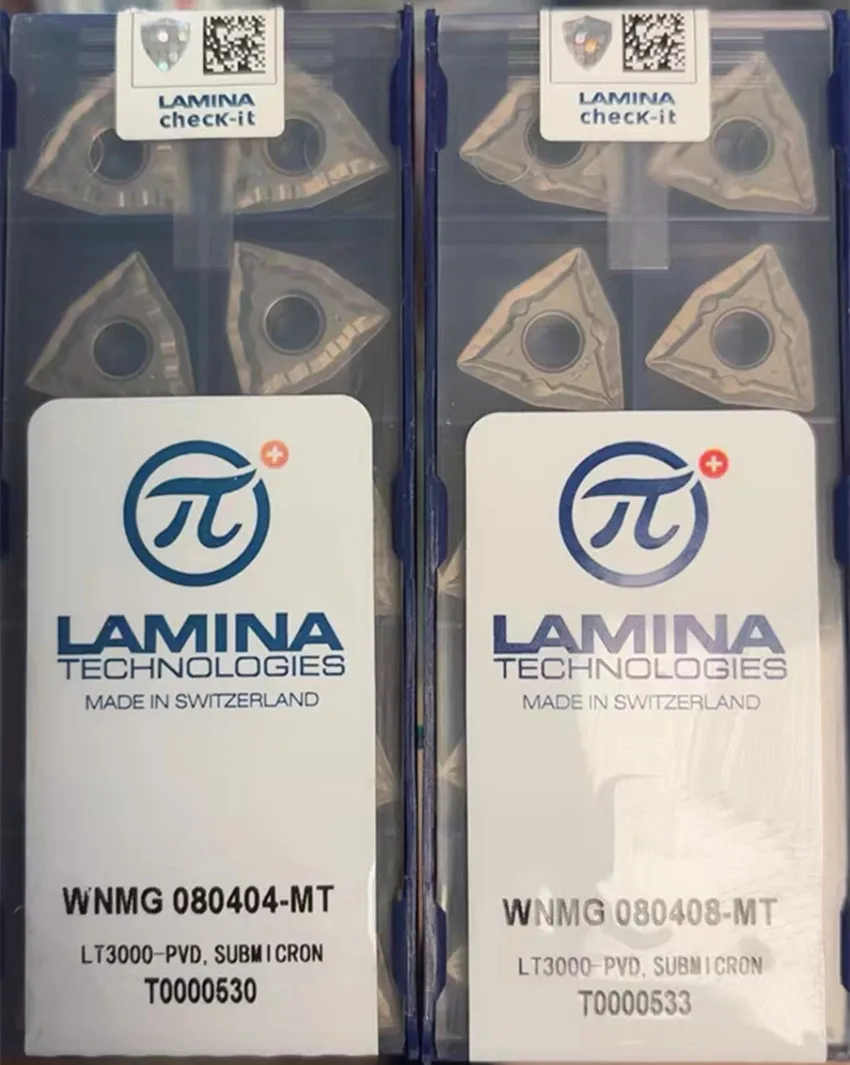 LAMINA
checK-it
π
LAMINA
TECHNOLOGIES
MADE IN SWITZERLAND
WNMG 080404-MT
LT3000-PVD, SUBMICRON
T0000530
LAMINA
checK-it
π
LAMINA
TECHNOLOGIES
MADE IN SWITZERLAND
WNMG 080408-MT
LT3000-PVD, SUBMICRON
T0000533